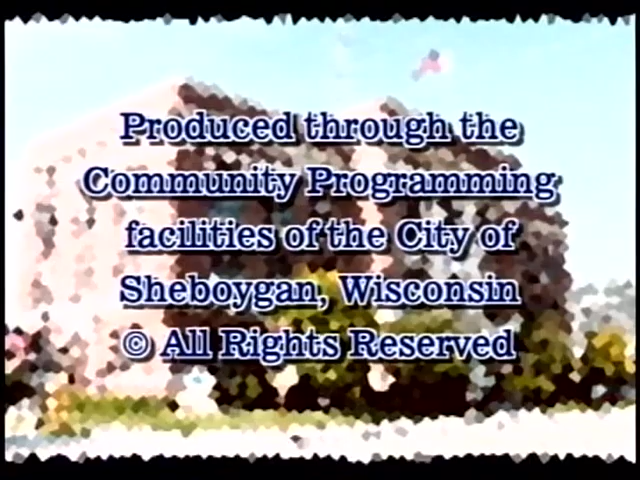 Produced through the
Community Programming
facilities of the City of
Sheboygan, Wisconsin
© All Rights Reserved